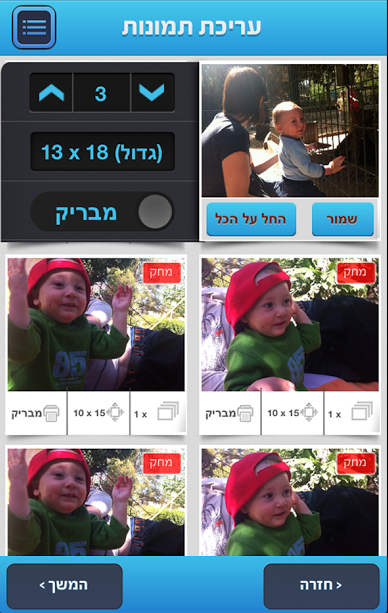 עריכת תמונות
3
13 x 18 (גדול)
מבריק
שמור
החל על הכל
מחק
85
מבריק
10 x 15
1 x
מחק
מבריק
10 x 15
1 x
מחק
מחק
המשך >
< חזרה